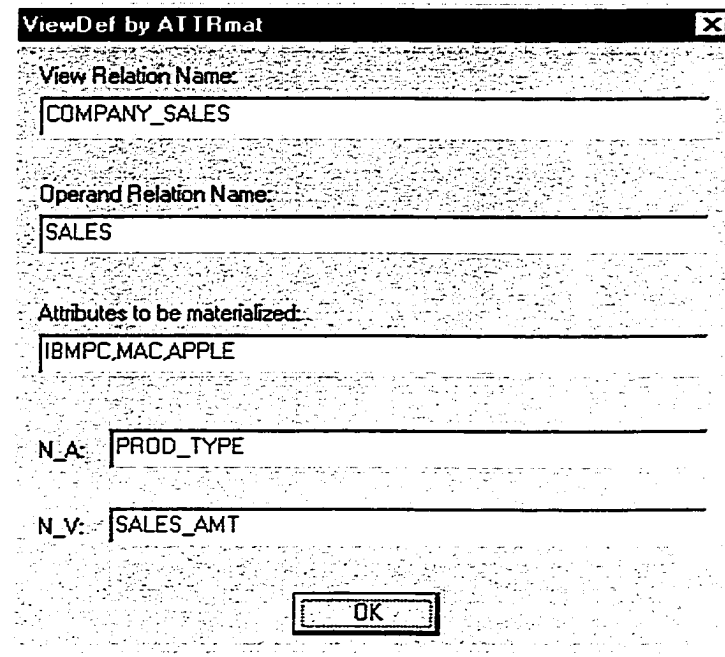 ViewDef by ATTRmat
View Relation Name:
COMPANY_SALES
Operand Relation Name:
SALES
Attributes to be materialized:
IBMPC,MAC,APPLE
N_A: PROD_TYPE
N_V: SALES_AMT
OK